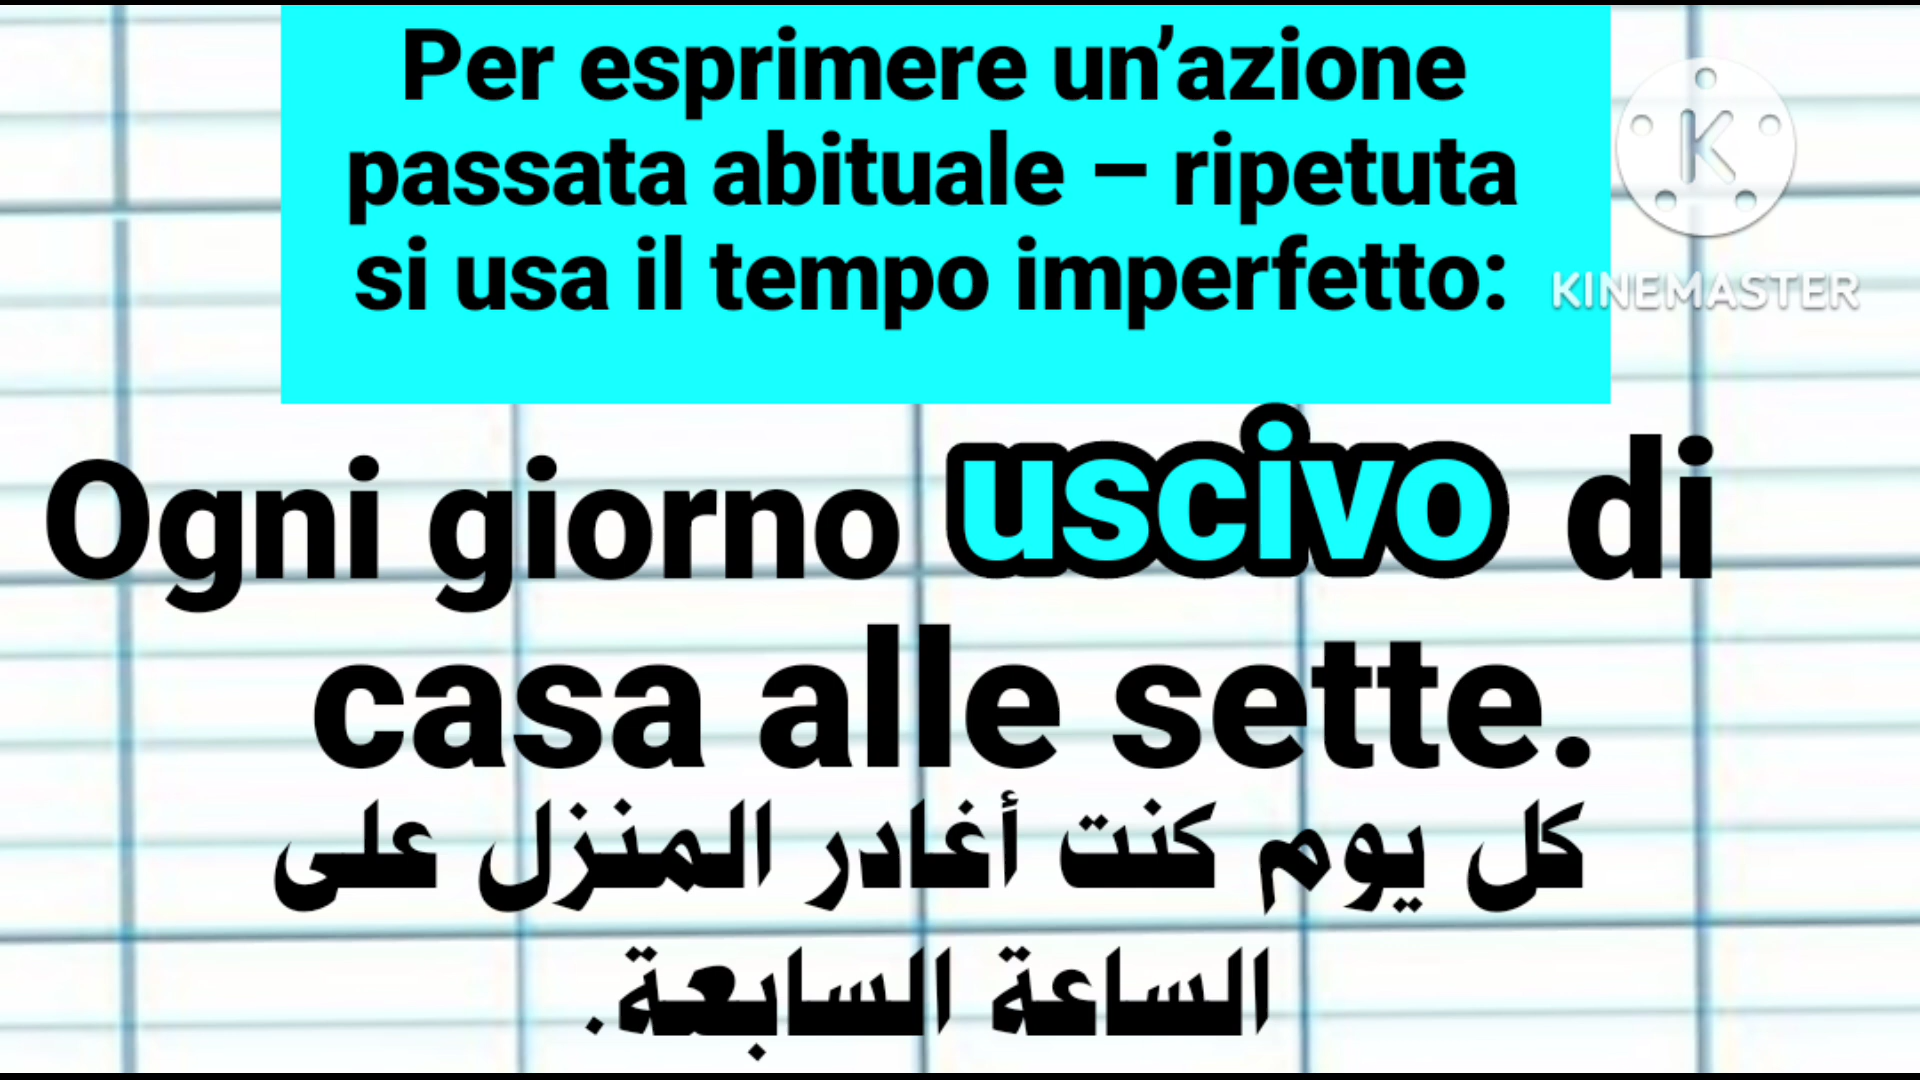 Per esprimere un’azione
passata abituale – ripetuta
si usa il tempo imperfetto:
KINEMASTER
Ogni giorno uscivo di
casa alle sette.
كل يوم كنت أغادر المنزل على
الساعة السابعة.